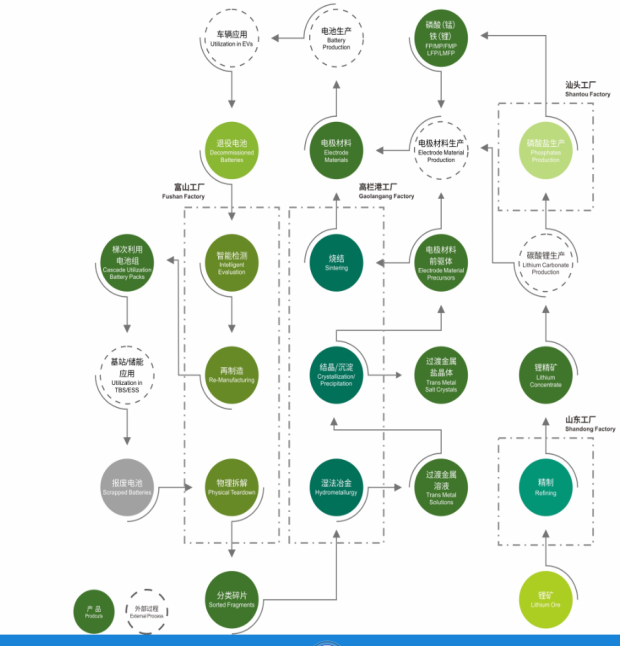 车辆应用
Utilization in EVs
电池生产
Battery
Production
磷酸（锰）
铁（锂）
FP/MP/FMP
LFP/LMFP
汕头工厂
Shantou Factory
退役电池
Decommissioned
Batteries
电极材料
Electrode
Materials
电极材料生产
Electrode Material
Production
磷酸盐生产
Phosphates
Production
富山工厂
Fushan Factory
高栏港工厂
Gaolangang Factory
梯次利用
电池组
Cascade Utilization
Battery Packs
智能检测
Intelligent
Evaluation
烧结
Sintering
电极材料
前驱体
Electrode Material
Precursors
碳酸锂生产
Lithium Carbonate
Production
基站/储能
应用
Utilization in
TBS/ESS
再制造
Re-Manufacturing
结晶/沉淀
Crystallization/
Precipitation
过渡金属
盐晶体
Trans Metal
Salt Crystals
锂精矿
Lithium
Concentrate
山东工厂
Shandong Factory
报废电池
Scrapped Batteries
物理拆解
Physical Teardown
湿法冶金
Hydrometallurgy
过渡金属
溶液
Trans Metal
Solutions
精制
Refining
分类碎片
Sorted Fragments
锂矿
Lithium Ore
产 品
Products
外部过程
External Process